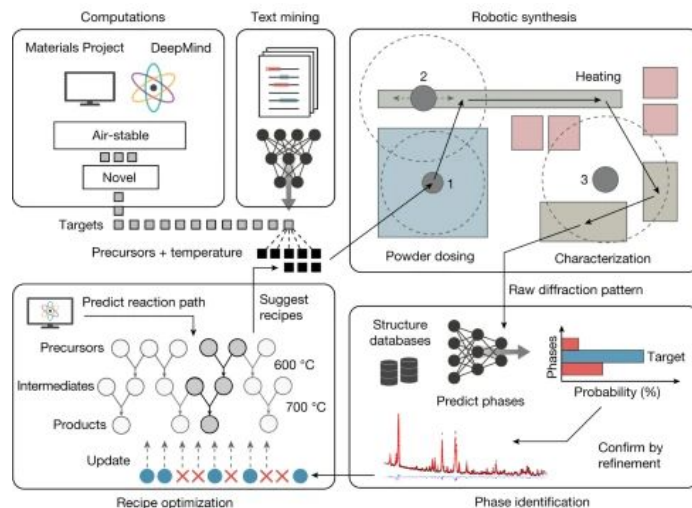 Computations
Materials Project
DeepMind
Air-stable
Novel
Targets
Text mining
Precursors + temperature
Robotic synthesis
2
Heating
1
3
Powder dosing
Characterization
Raw diffraction pattern
Predict reaction path
Suggest recipes
Precursors
600 °C
Intermediates
700 °C
Products
Update
Recipe optimization
Structure databases
Predict phases
Phases
Target
Probability (%)
Confirm by refinement
Phase identification